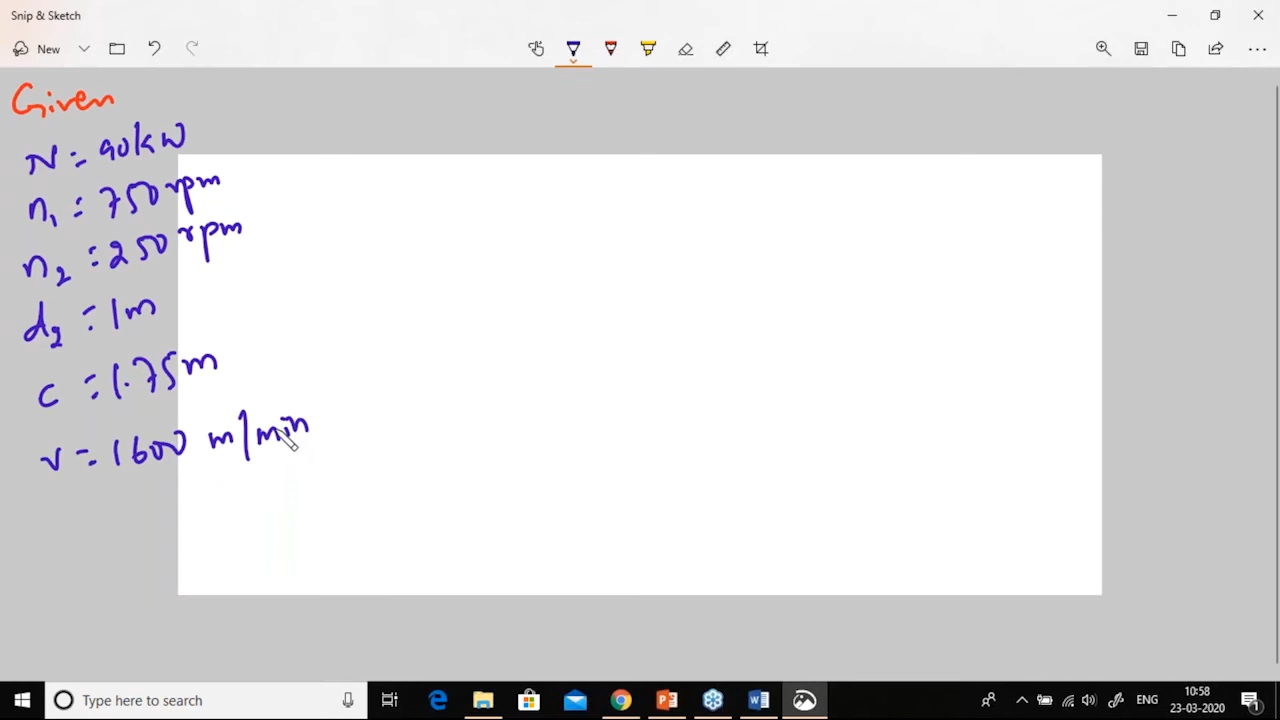 Snip & Sketch
New
Given
N = 90kW
n₁ = 750 rpm
n₂ = 250 rpm
d₂ = 1m
c = 1.75m
v = 1600 m/min
Type here to search
ENG
10:58
23-03-2020